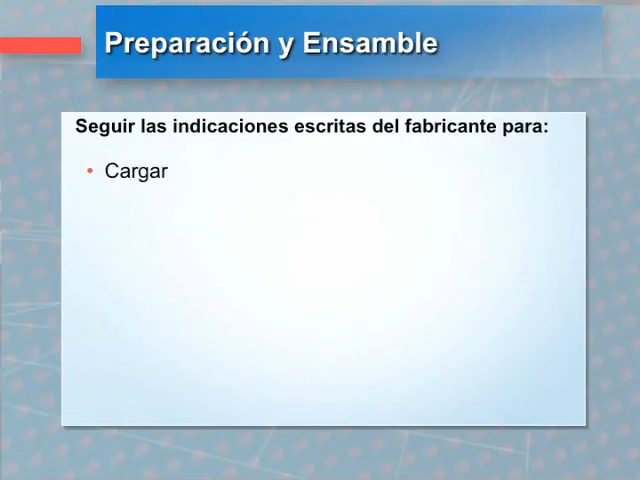 Preparación y Ensamble
Seguir las indicaciones escritas del fabricante para:
• Cargar